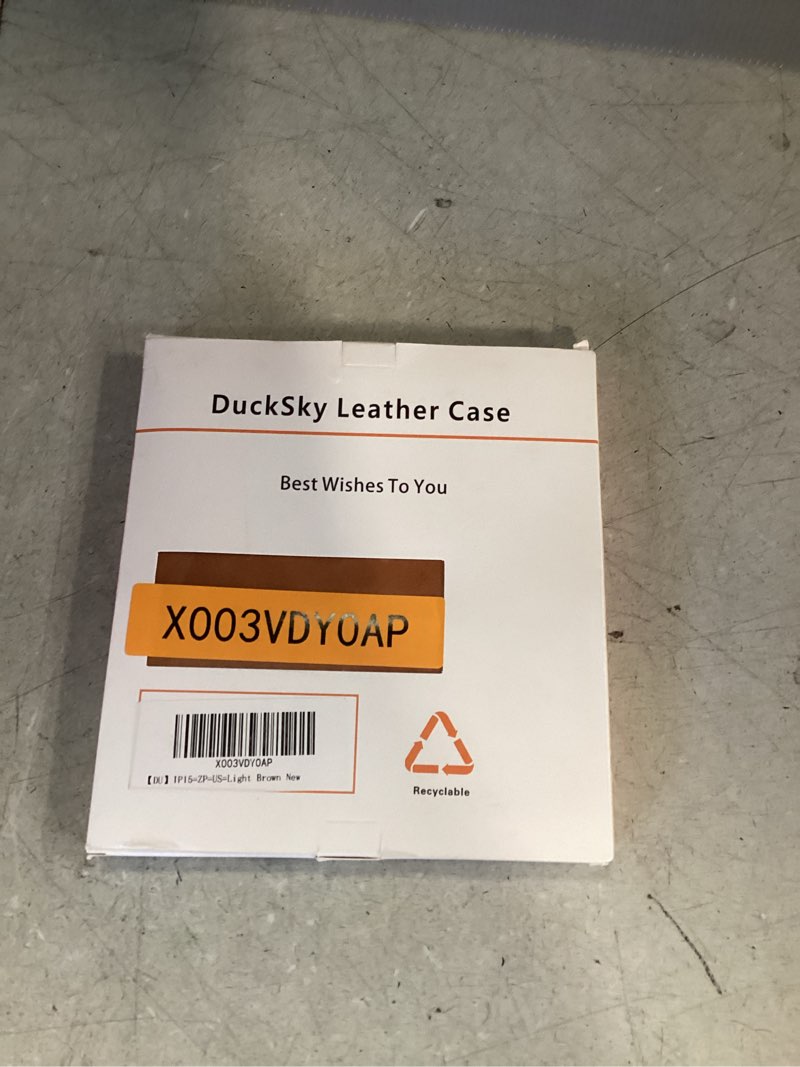 DuckSky Leather Case
Best Wishes To You
X003VDY0AP
X003VDY0AP
【DU】IP15=ZP=US=Light Brown New
Recyclable